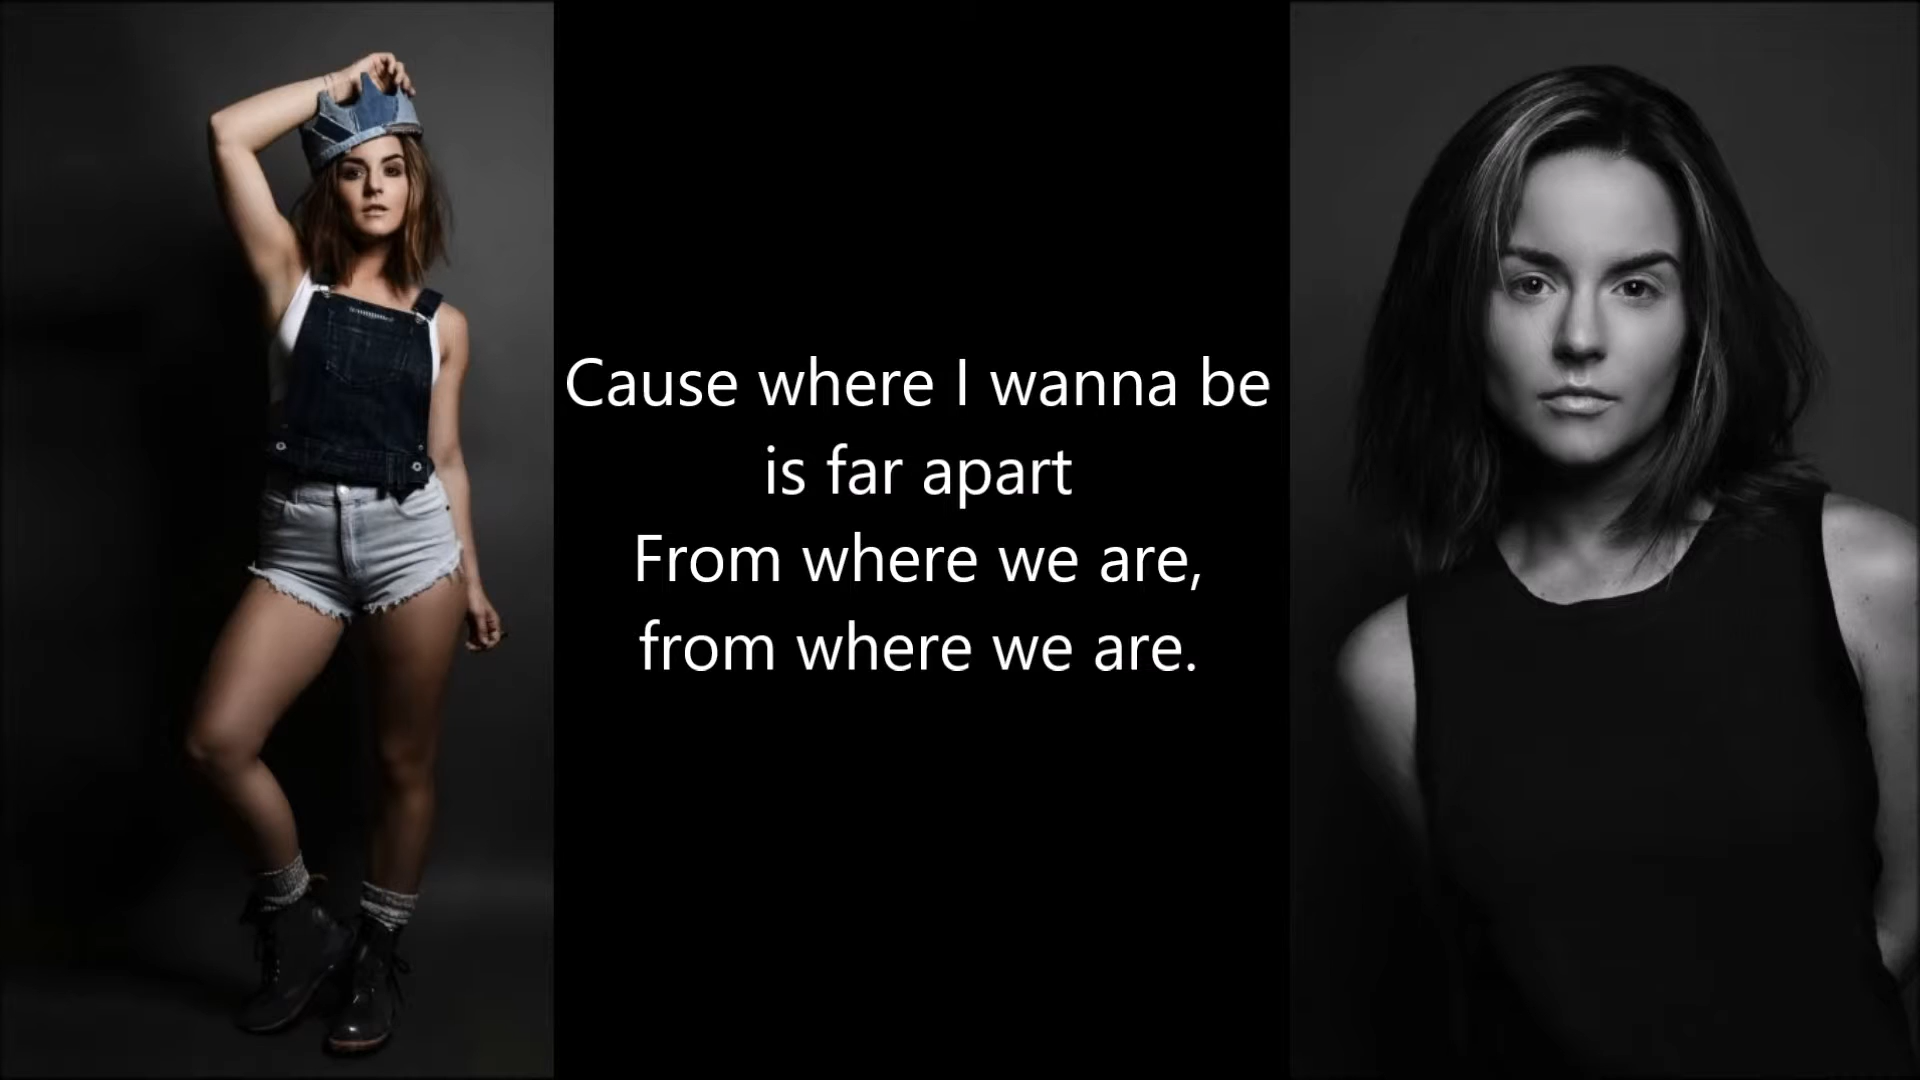 Cause where I wanna be
is far apart
From where we are,
from where we are.